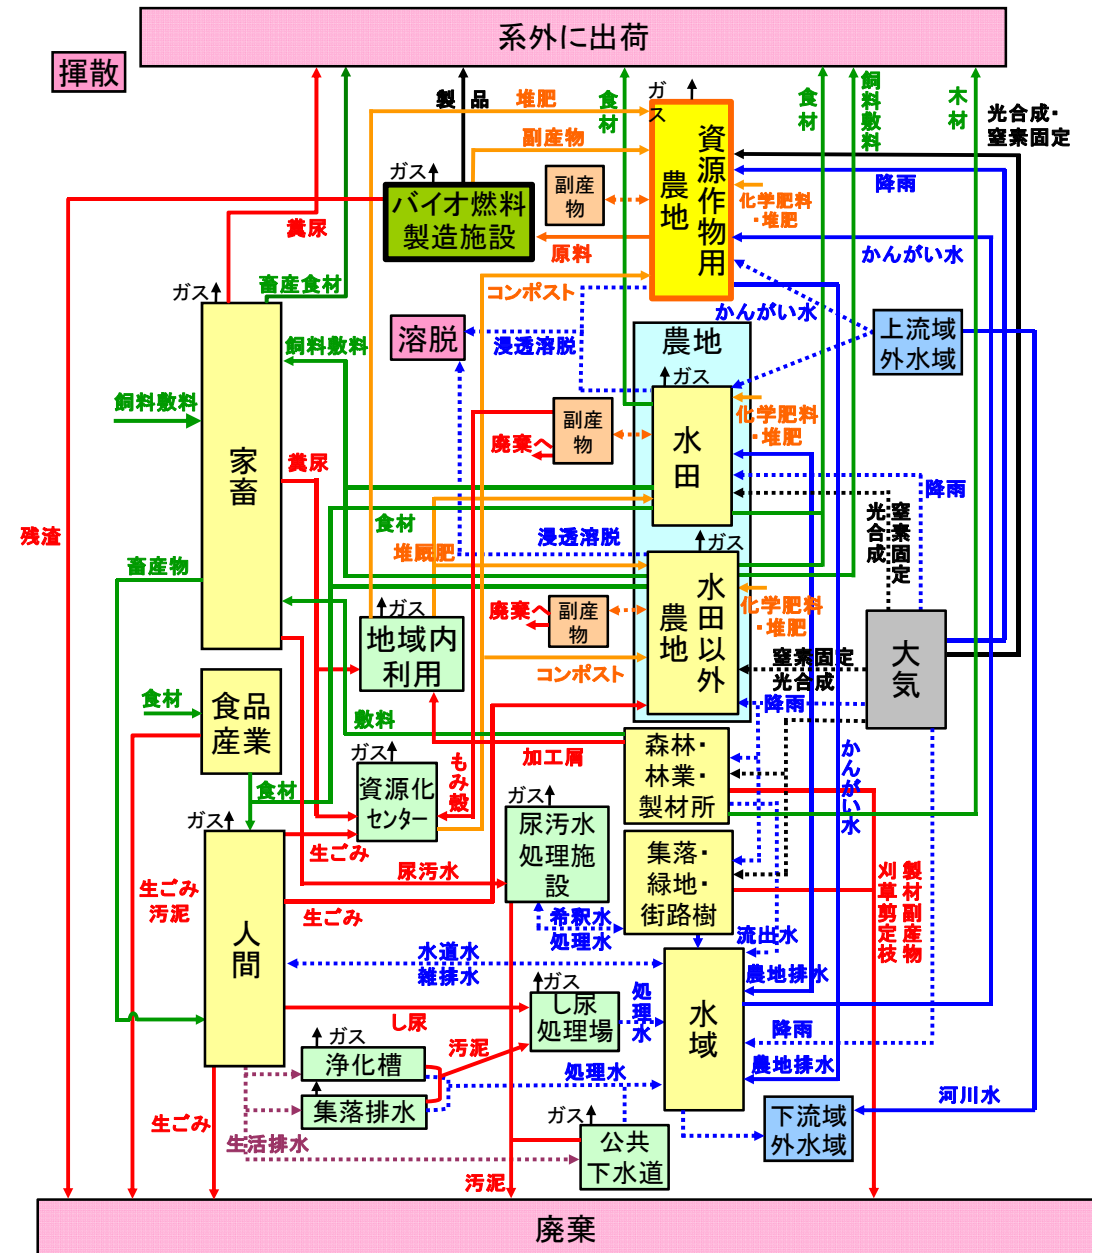 系外に出荷
揮散
製品
堆肥
食材
ガス
食材
飼料敷料
木材
光合成・
窒素固定
副産物
ガス
副産
物
資源作物用
農地
降雨
化学肥料
・堆肥
バイオ燃料
製造施設
糞尿
原料
かんがい水
ガス
畜産食材
コンポスト
かんがい水
上流域
外水域
溶脱
浸透溶脱
農地
飼料敷料
ガス
飼料敷料
家畜
副産
物
廃棄へ
水田
化学肥料
・堆肥
糞尿
降雨
残渣
食材
堆厩肥
浸透溶脱
光合成
窒素固定
ガス
畜産物
ガス
地域内
利用
廃棄へ
副産
物
水田以外
農地
化学肥料
・堆肥
大気
窒素固定
光合成
コンポスト
食材
食品
産業
敷料
降雨
ガス
加工屑
もみ殻
森林・
林業・
製材所
かんがい水
食材
資源化
センター
ガス
ガス
尿汚水
処理施
設
生ごみ
集落・
緑地・
街路樹
尿汚水
生ごみ
汚泥
生ごみ
刈草剪定枝
製材副産物
人間
希釈水
処理水
水道水
雑排水
流出水
農地排水
ガス
し尿
処理場
処理水
水域
し尿
降雨
ガス
浄化槽
汚泥
処理水
農地排水
集落排水
河川水
生ごみ
生活排水
ガス
公共
下水道
下流域
外水域
汚泥
廃棄